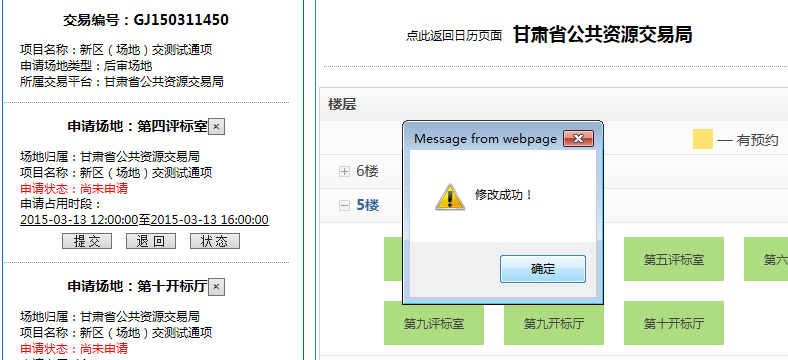 交易编号：GJ150311450
项目名称：新区（场地）交测试通项
申请场地类型：后审场地
所属交易平台：甘肃省公共资源交易局
申请场地：第四评标室
场地归属：甘肃省公共资源交易局
项目名称：新区（场地）交测试通项
申请状态：尚未申请
申请占用时段：
2015-03-13 12:00:00至2015-03-13 16:00:00
提 交 退 回 状 态
申请场地：第十开标厅
场地归属：甘肃省公共资源交易局
项目名称：新区（场地）交测试通项
申请状态：尚未申请
点此返回日历页面 甘肃省公共资源交易局
楼层
— 有预约
6楼
5楼
Message from webpage
修改成功！
确定
第五评标室 第六
第九评标室 第九开标厅 第十开标厅